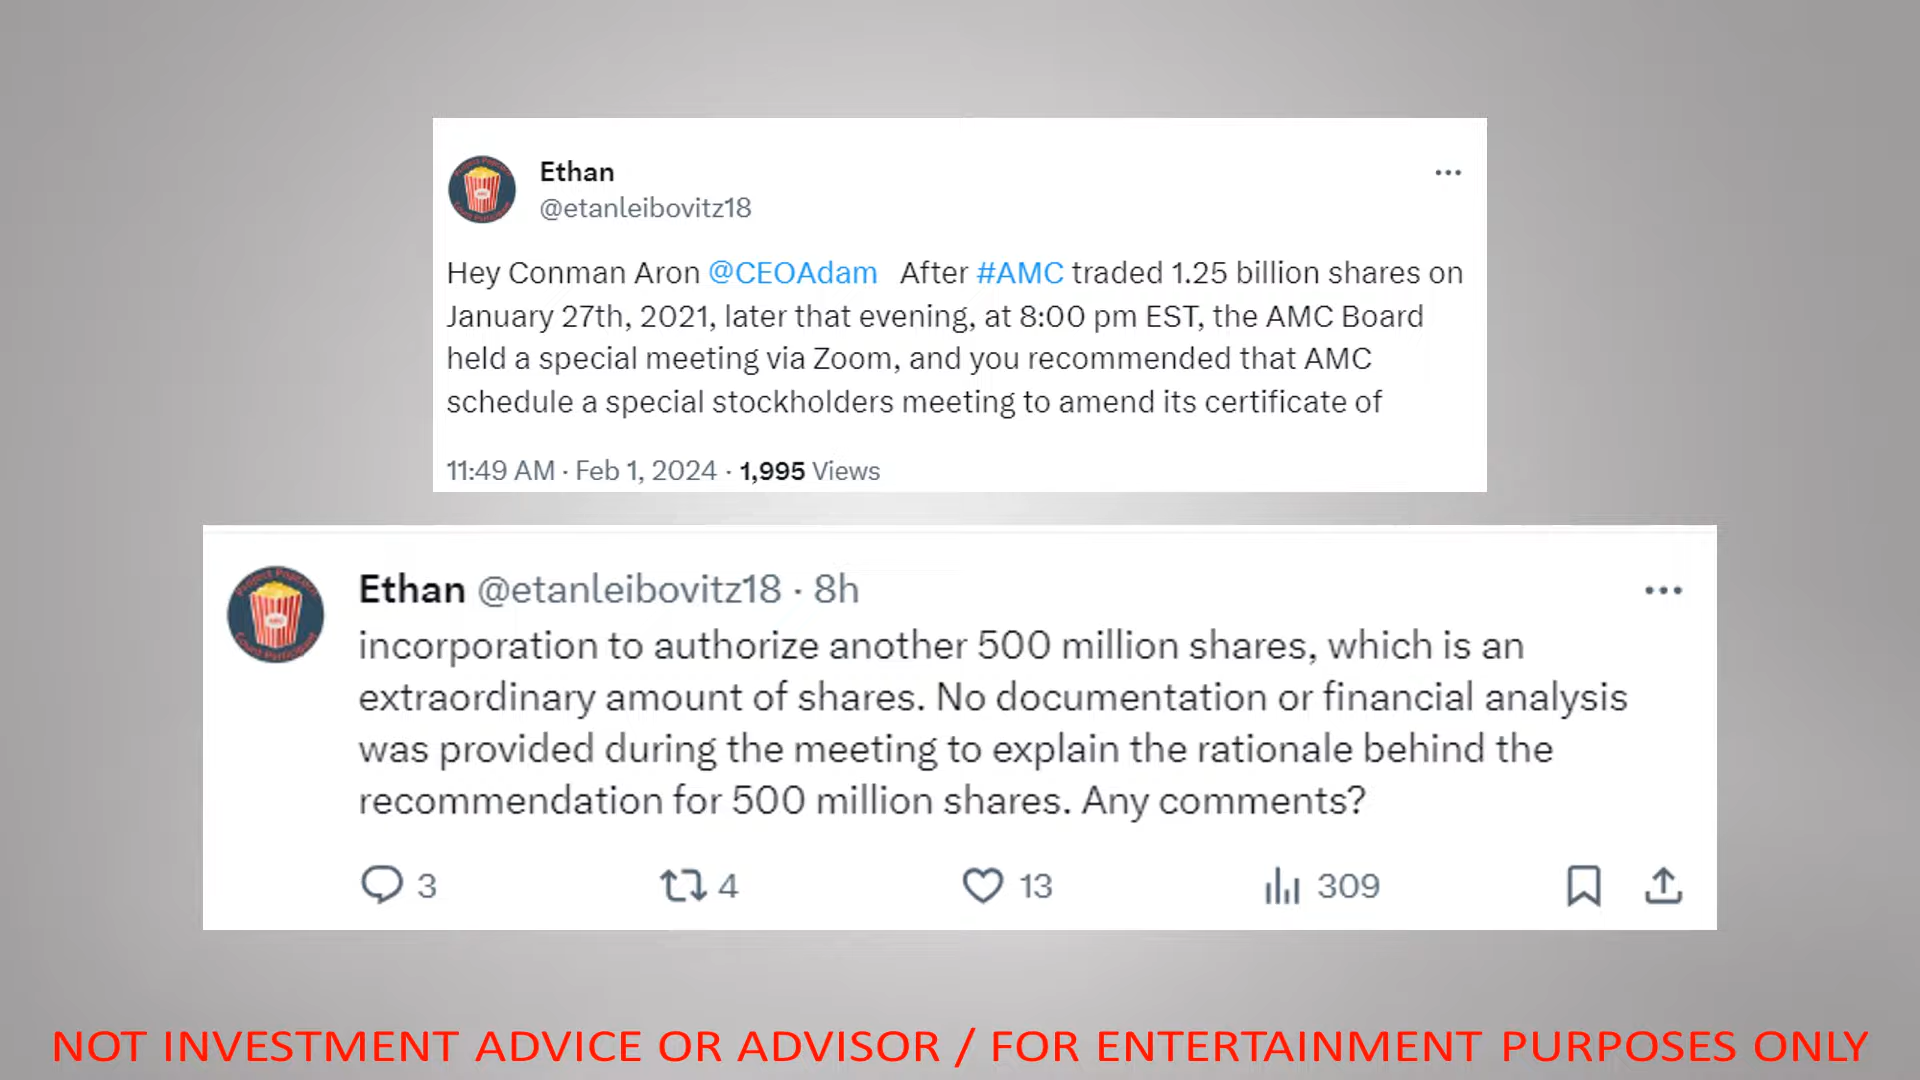 Ethan
@etanleibovitz18
Hey Conman Aron @CEOAdam After #AMC traded 1.25 billion shares on
January 27th, 2021, later that evening, at 8:00 pm EST, the AMC Board
held a special meeting via Zoom, and you recommended that AMC
schedule a special stockholders meeting to amend its certificate of
11:49 AM · Feb 1, 2024 · 1,995 Views
Ethan @etanleibovitz18 · 8h
incorporation to authorize another 500 million shares, which is an
extraordinary amount of shares. No documentation or financial analysis
was provided during the meeting to explain the rationale behind the
recommendation for 500 million shares. Any comments?
3 4 13 309
NOT INVESTMENT ADVICE OR ADVISOR / FOR ENTERTAINMENT PURPOSES ONLY